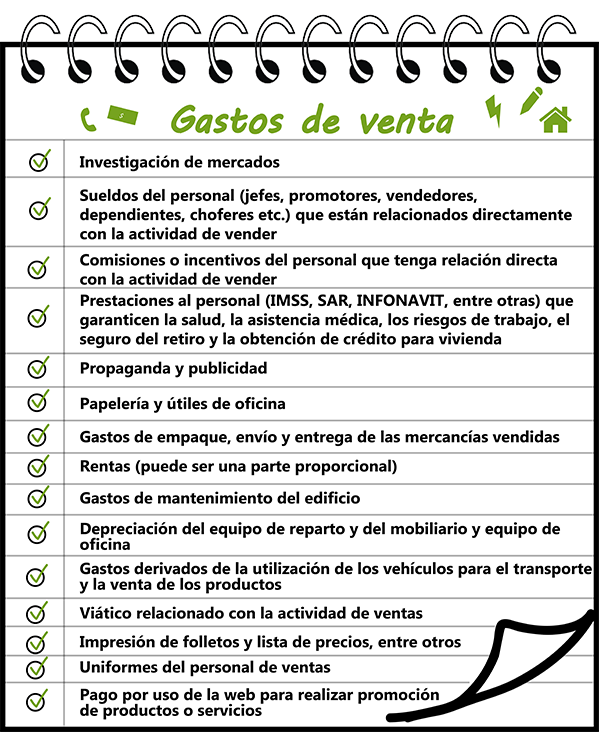 $
Gastos de venta
Investigación de mercados
Sueldos del personal (jefes, promotores, vendedores,
dependientes, choferes etc.) que están relacionados directamente
con la actividad de vender
Comisiones o incentivos del personal que tenga relación directa
con la actividad de vender
Prestaciones al personal (IMSS, SAR, INFONAVIT, entre otras) que
garanticen la salud, la asistencia médica, los riesgos de trabajo, el
seguro del retiro y la obtención de crédito para vivienda
Propaganda y publicidad
Papelería y útiles de oficina
Gastos de empaque, envío y entrega de las mercancías vendidas
Rentas (puede ser una parte proporcional)
Gastos de mantenimiento del edificio
Depreciación del equipo de reparto y del mobiliario y equipo de
oficina
Gastos derivados de la utilización de los vehículos para el transporte
y la venta de los productos
Viático relacionado con la actividad de ventas
Impresión de folletos y lista de precios, entre otros
Uniformes del personal de ventas
Pago por uso de la web para realizar promoción
de productos o servicios